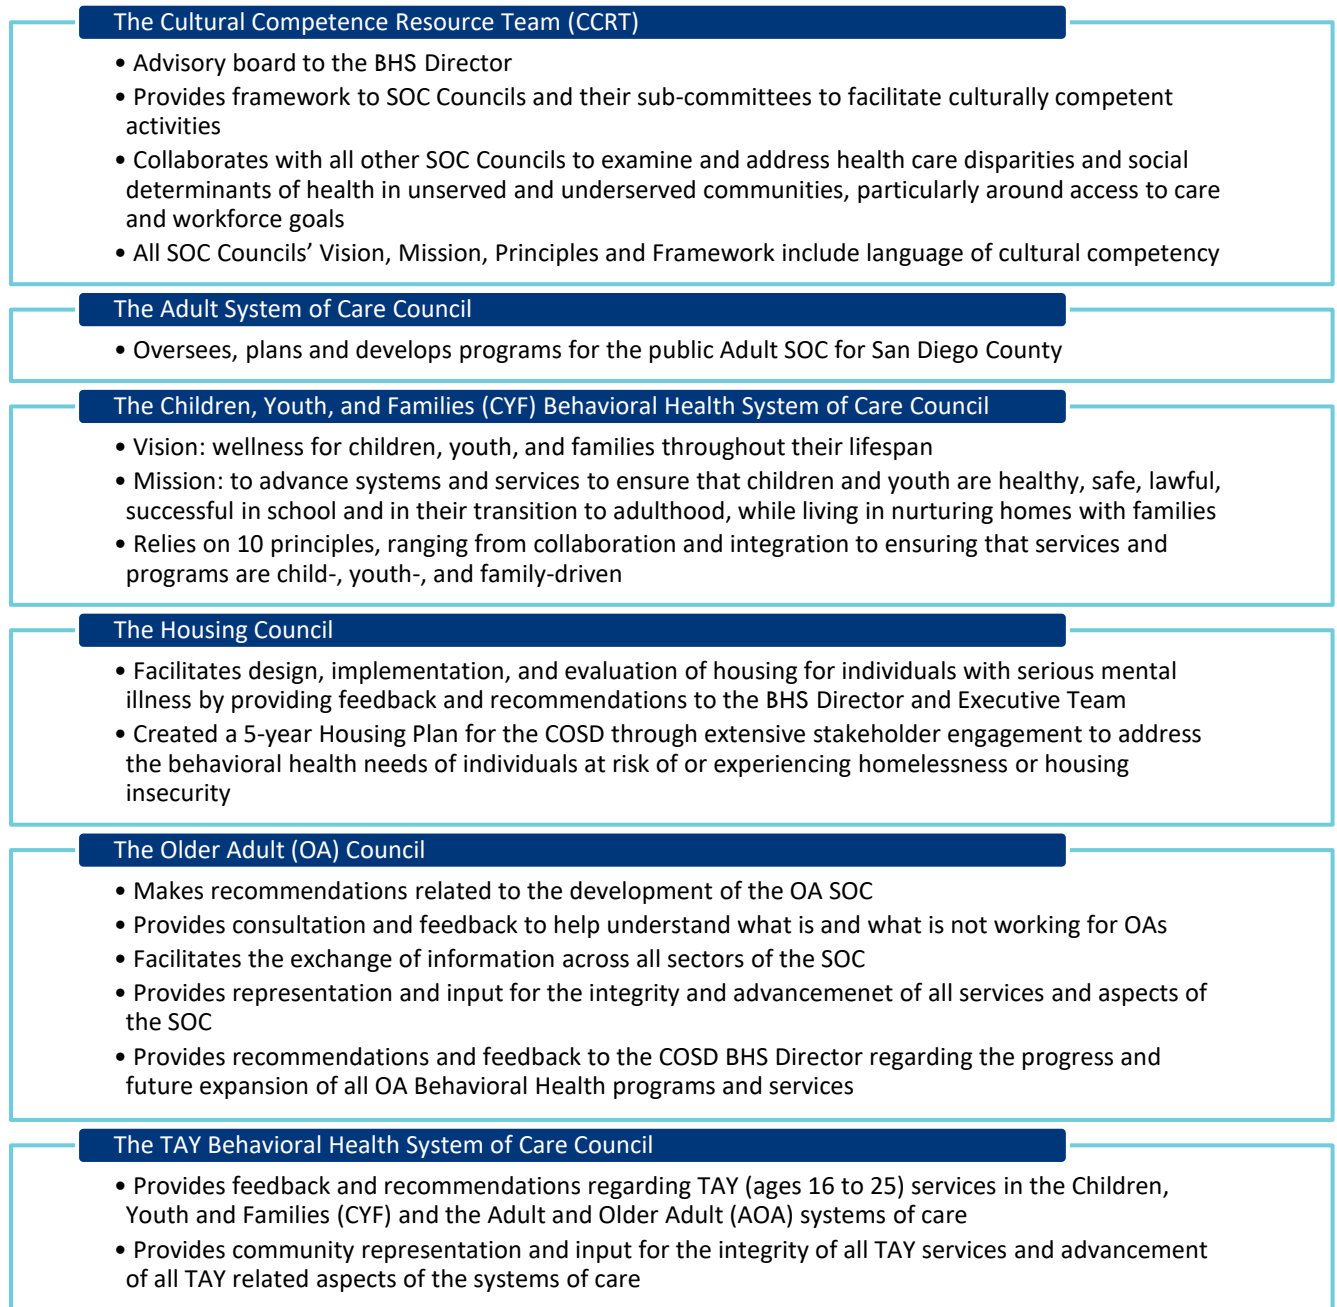 The Cultural Competence Resource Team (CCRT)
• Advisory board to the BHS Director
• Provides framework to SOC Councils and their sub-committees to facilitate culturally competent
activities
• Collaborates with all other SOC Councils to examine and address health care disparities and social
determinants of health in unserved and underserved communities, particularly around access to care
and workforce goals
• All SOC Councils’ Vision, Mission, Principles and Framework include language of cultural competency
The Adult System of Care Council
• Oversees, plans and develops programs for the public Adult SOC for San Diego County
The Children, Youth, and Families (CYF) Behavioral Health System of Care Council
• Vision: wellness for children, youth, and families throughout their lifespan
• Mission: to advance systems and services to ensure that children and youth are healthy, safe, lawful,
successful in school and in their transition to adulthood, while living in nurturing homes with families
• Relies on 10 principles, ranging from collaboration and integration to ensuring that services and
programs are child-, youth-, and family-driven
The Housing Council
• Facilitates design, implementation, and evaluation of housing for individuals with serious mental
illness by providing feedback and recommendations to the BHS Director and Executive Team
• Created a 5-year Housing Plan for the COSD through extensive stakeholder engagement to address
the behavioral health needs of individuals at risk of or experiencing homelessness or housing
insecurity
The Older Adult (OA) Council
• Makes recommendations related to the development of the OA SOC
• Provides consultation and feedback to help understand what is and what is not working for OAs
• Facilitates the exchange of information across all sectors of the SOC
• Provides representation and input for the integrity and advancemenet of all services and aspects of
the SOC
• Provides recommendations and feedback to the COSD BHS Director regarding the progress and
future expansion of all OA Behavioral Health programs and services
The TAY Behavioral Health System of Care Council
• Provides feedback and recommendations regarding TAY (ages 16 to 25) services in the Children,
Youth and Families (CYF) and the Adult and Older Adult (AOA) systems of care
• Provides community representation and input for the integrity of all TAY services and advancement
of all TAY related aspects of the systems of care